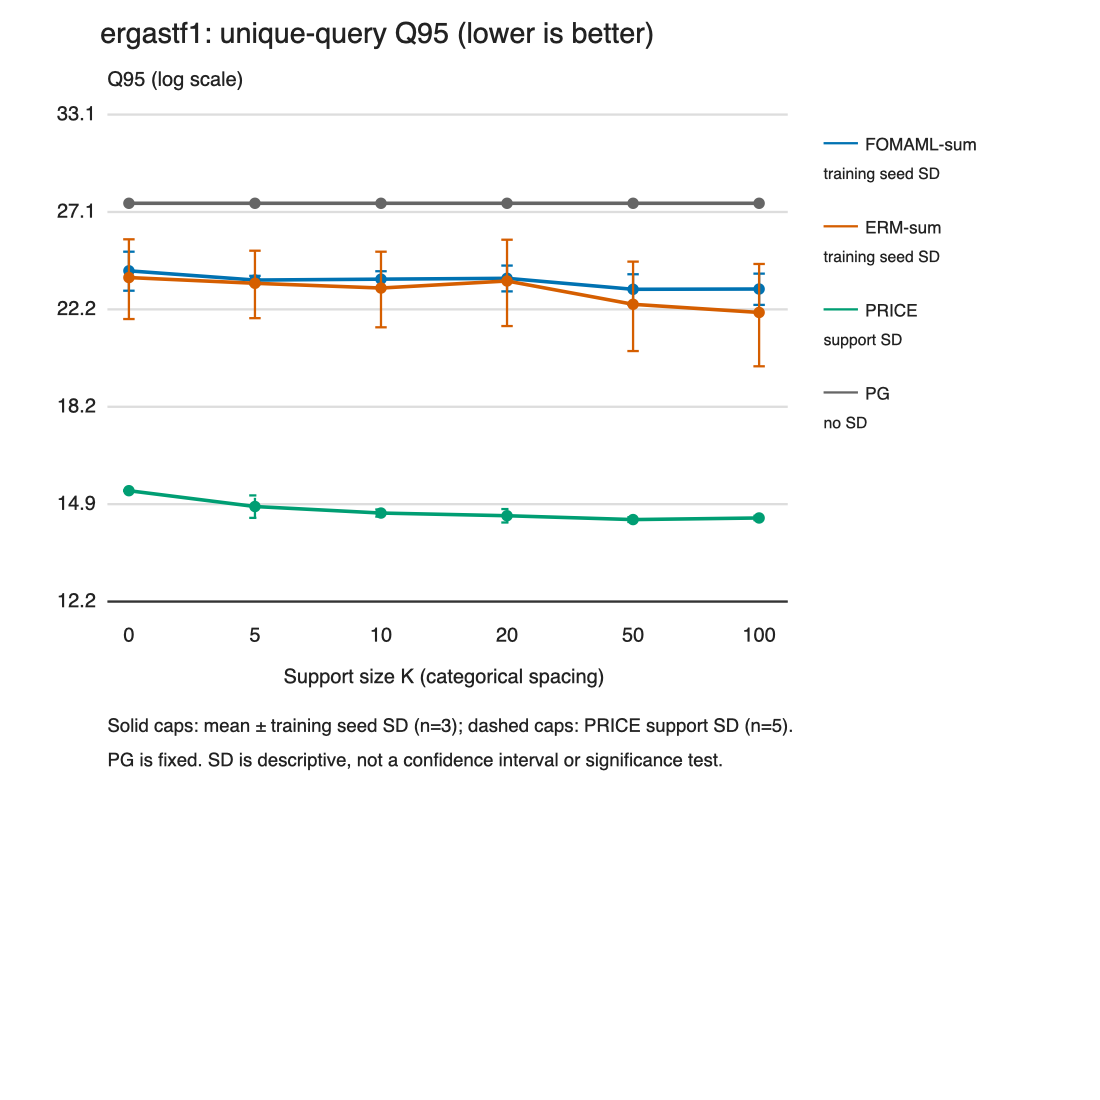 ergastf1: unique-query Q95 (lower is better)
Q95 (log scale)
33.1
27.1
22.2
18.2
14.9
12.2
0 5 10 20 50 100
Support size K (categorical spacing)
FOMAML-sum
training seed SD
ERM-sum
training seed SD
PRICE
support SD
PG
no SD
Solid caps: mean ± training seed SD (n=3); dashed caps: PRICE support SD (n=5).
PG is fixed. SD is descriptive, not a confidence interval or significance test.